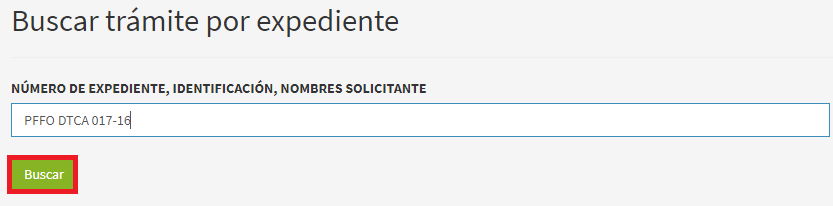 Buscar trámite por expediente
NÚMERO DE EXPEDIENTE, IDENTIFICACIÓN, NOMBRES SOLICITANTE
PFFO DTCA 017-16
Buscar